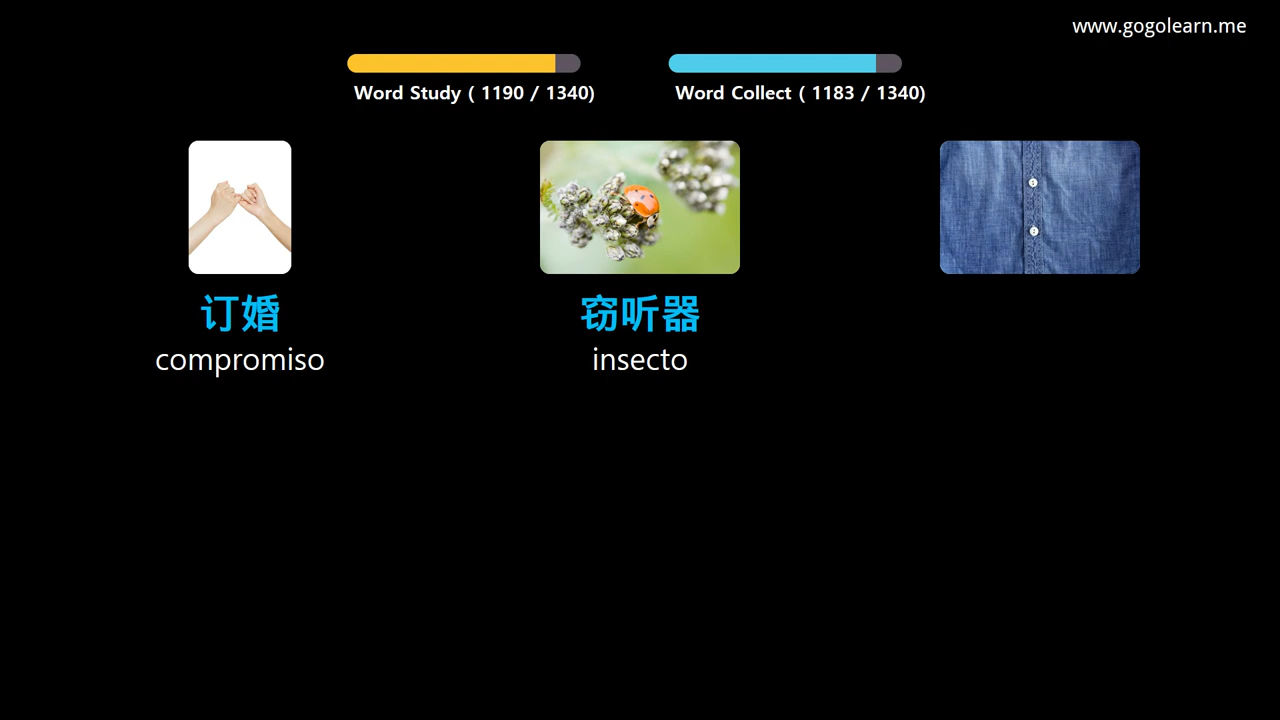 www.gogolearn.me
Word Study ( 1190 / 1340)
Word Collect ( 1183 / 1340)
订婚
compromiso
窃听器
insecto